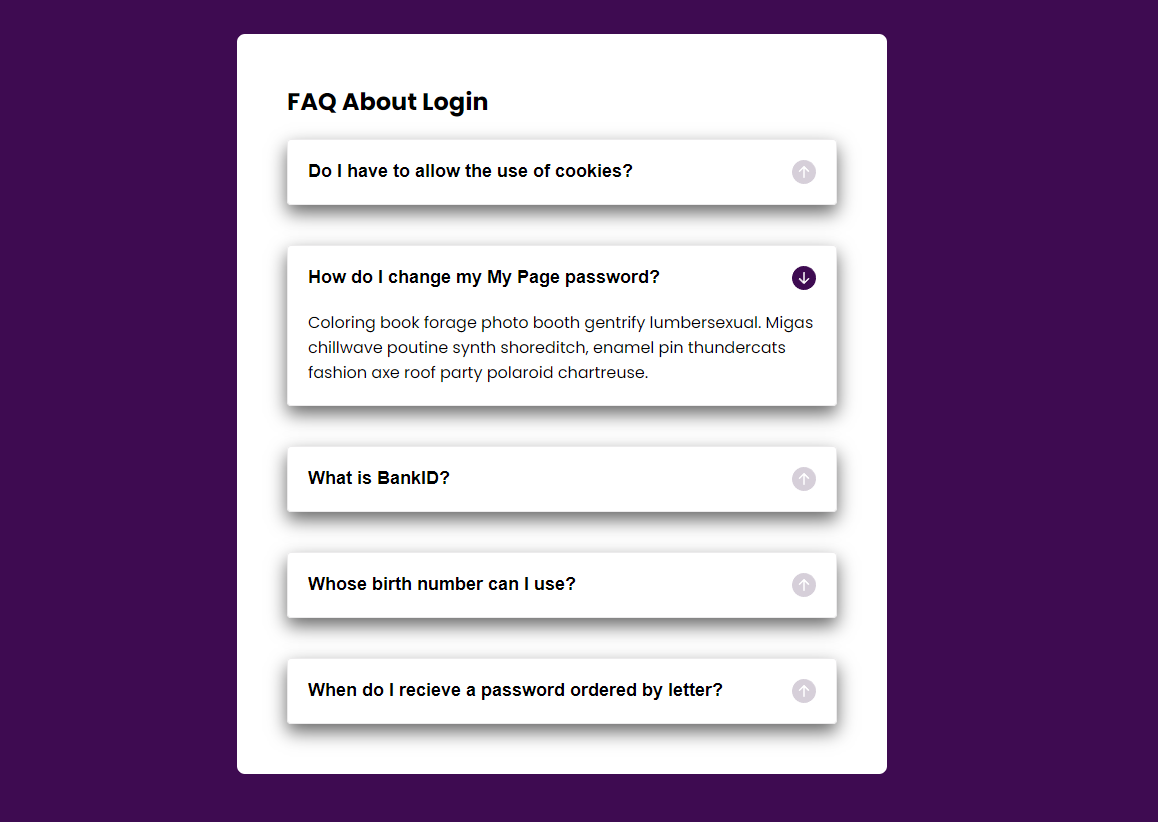 FAQ About Login
Do I have to allow the use of cookies?
How do I change my My Page password?
Coloring book forage photo booth gentrify lumbersexual. Migas
chillwave poutine synth shoreditch, enamel pin thundercats
fashion axe roof party polaroid chartreuse.
What is BankID?
Whose birth number can I use?
When do I recieve a password ordered by letter?